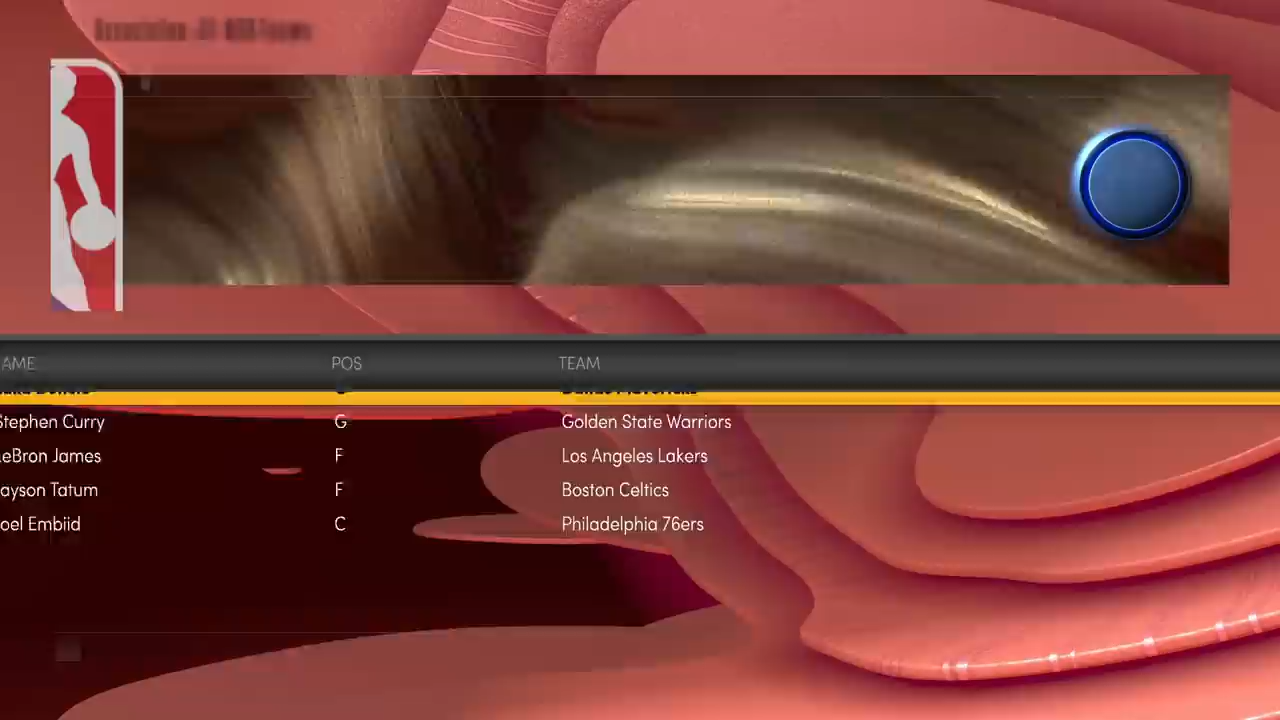 AME POS TEAM
Stephen Curry G Golden State Warriors
eBron James F Los Angeles Lakers
ayson Tatum F Boston Celtics
oel Embiid C Philadelphia 76ers